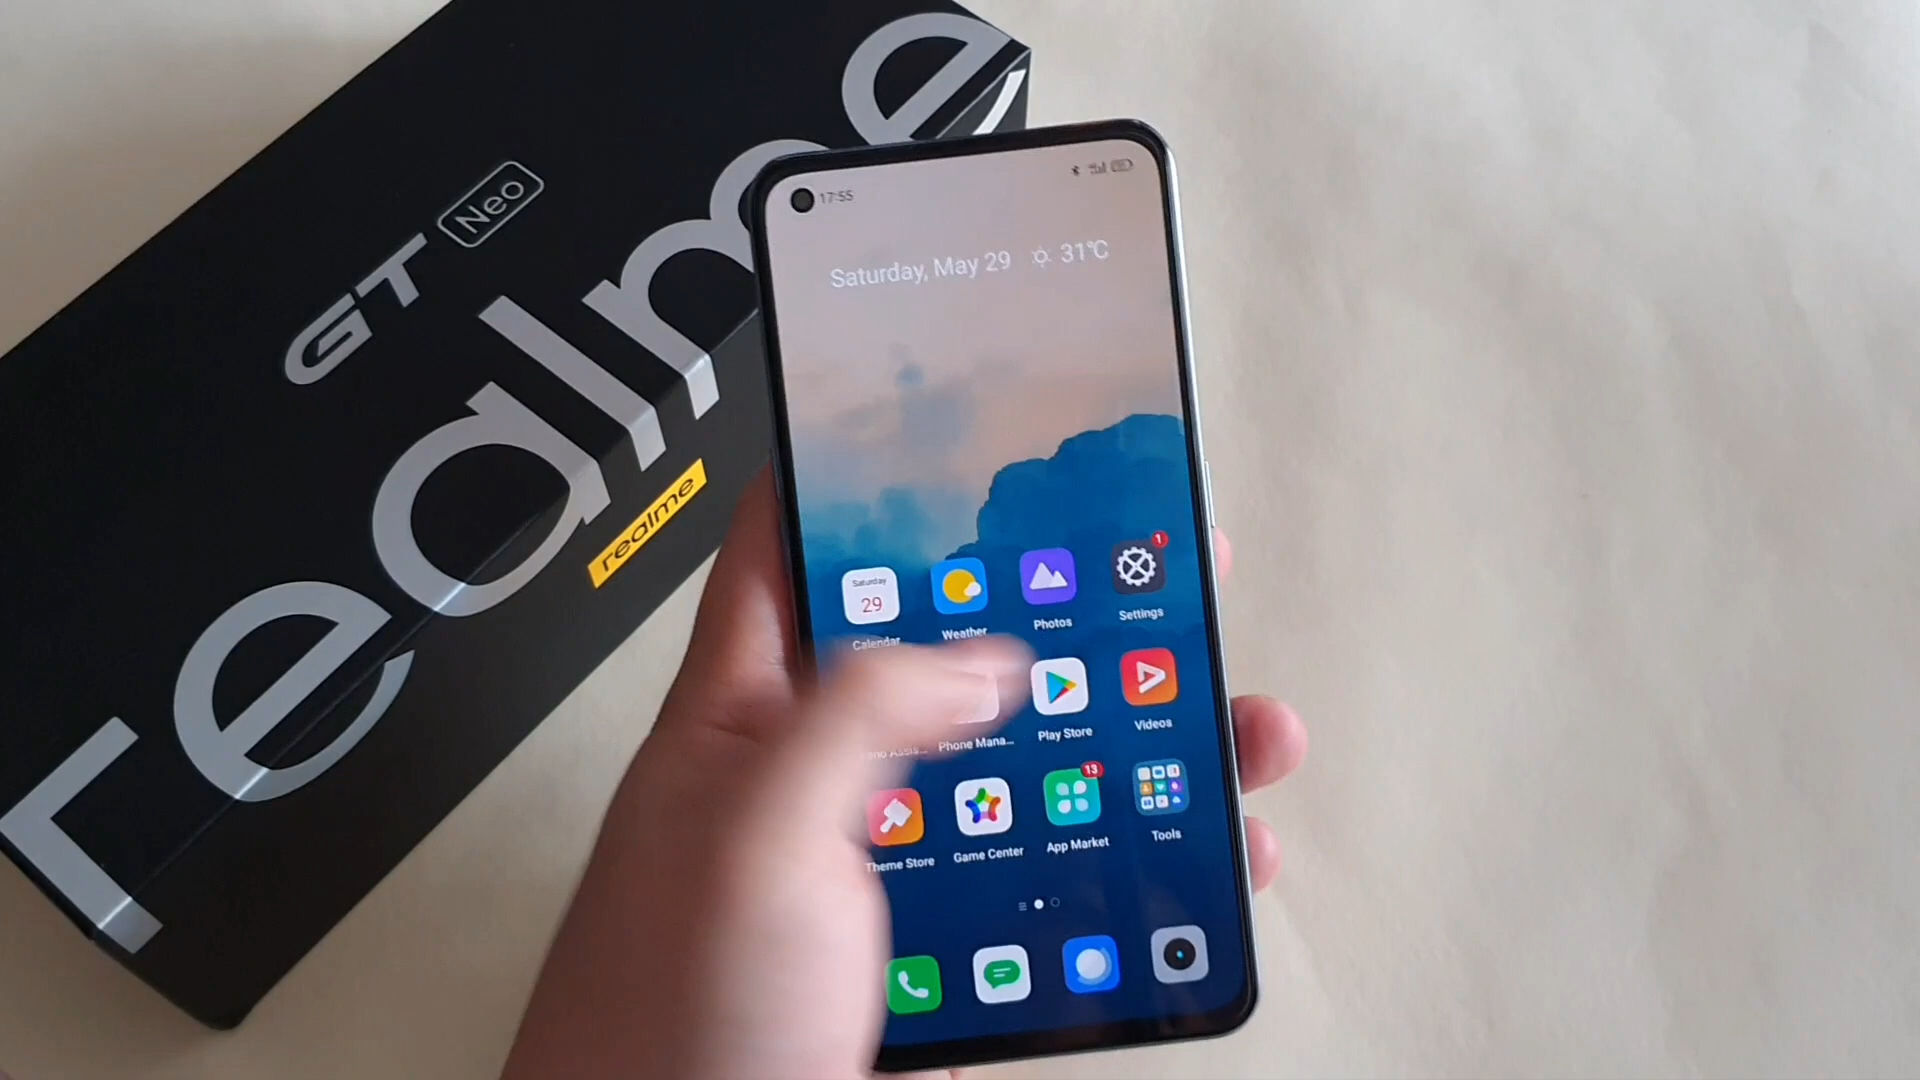 GT Neo
realme
realme
17:55
Saturday, May 29 31°C
Saturday
29
1
Calendar
Weather
Photos
Settings
Phone Mana...
Play Store
Videos
13
Theme Store
Game Center
App Market
Tools